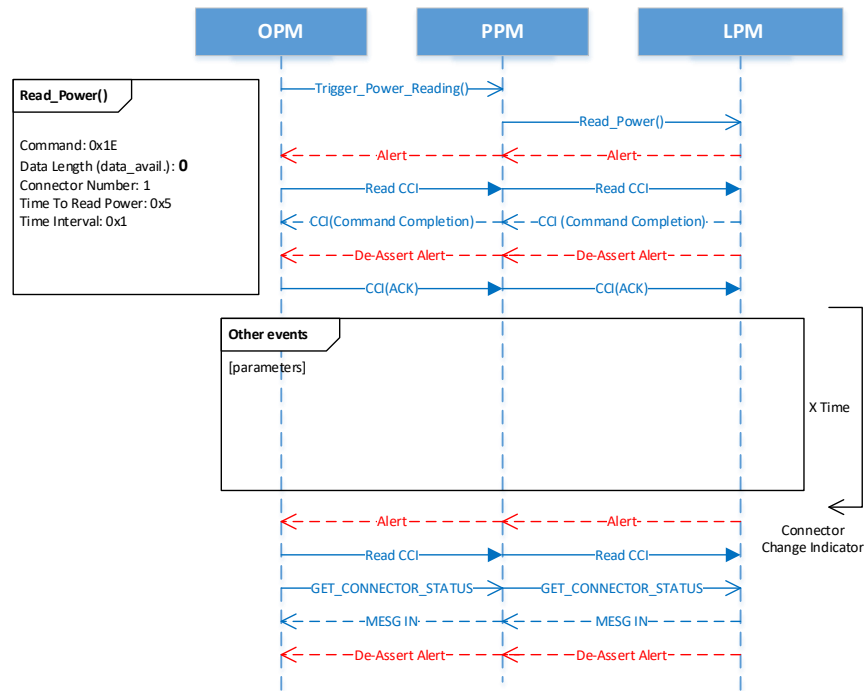 OPM PPM LPM
Read_Power()
Command: 0x1E
Data Length (data_avail.): 0
Connector Number: 1
Time To Read Power: 0x5
Time Interval: 0x1
Trigger_Power_Reading()
Read_Power()
Alert Alert
Read CCI Read CCI
CCI(Command Completion) CCI (Command Completion)
De-Assert Alert De-Assert Alert
CCI(ACK) CCI(ACK)
Other events
[parameters]
X Time
Connector
Change Indicator
Alert Alert
Read CCI Read CCI
GET_CONNECTOR_STATUS GET_CONNECTOR_STATUS
MESG IN MESG IN
De-Assert Alert De-Assert Alert